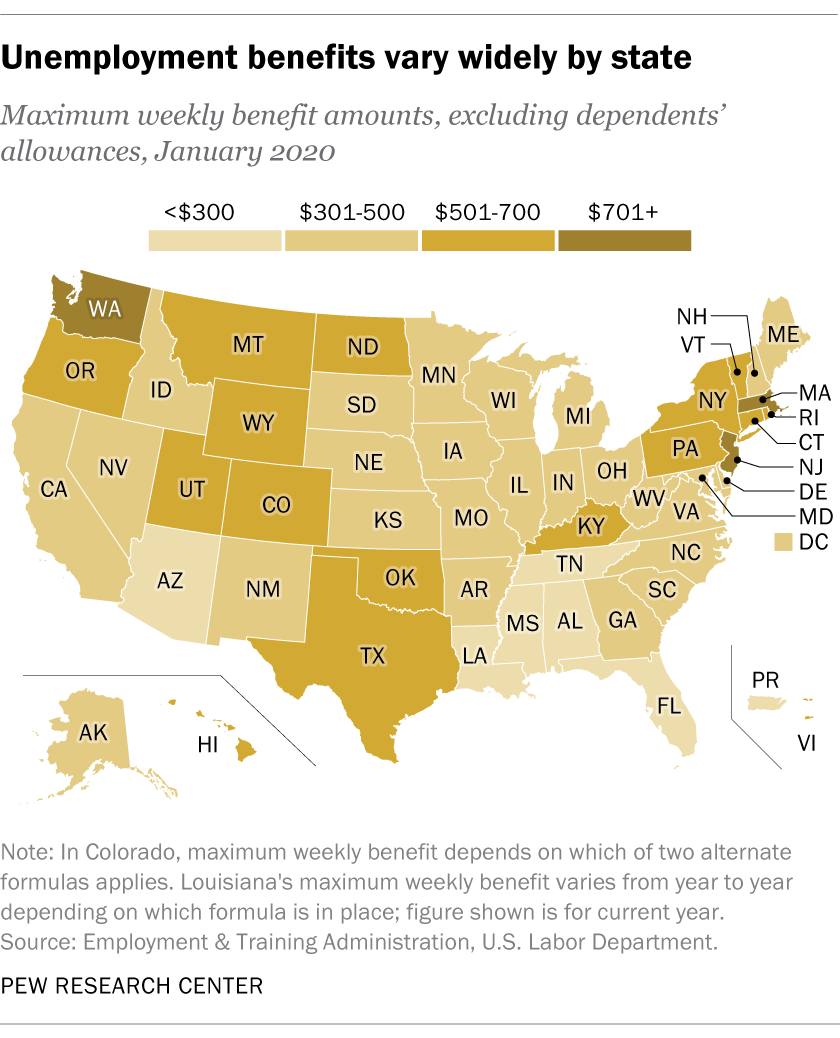 Unemployment benefits vary widely by state
Maximum weekly benefit amounts, excluding dependents’
allowances, January 2020
<$300 $301-500 $501-700 $701+
WA
MT
ND
OR
ID
WY
SD
MN
WI
MI
NH
VT
ME
NY
MA
RI
CT
NJ
DE
MD
DC
PA
CA
NV
UT
CO
NE
KS
IA
MO
IL
IN
OH
WV
VA
KY
NC
TN
SC
AZ
NM
OK
AR
TX
LA
MS
AL
GA
FL
AK
HI
PR
VI
Note: In Colorado, maximum weekly benefit depends on which of two alternate
formulas applies. Louisiana's maximum weekly benefit varies from year to year
depending on which formula is in place; figure shown is for current year.
Source: Employment & Training Administration, U.S. Labor Department.
PEW RESEARCH CENTER